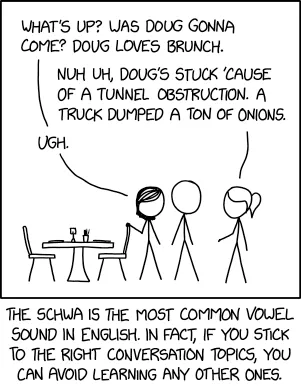 WHAT'S UP? WAS DOUG GONNA
COME? DOUG LOVES BRUNCH.
NUH UH, DOUG'S STUCK 'CAUSE
OF A TUNNEL OBSTRUCTION. A
TRUCK DUMPED A TON OF ONIONS.
UGH.
THE SCHWA IS THE MOST COMMON VOWEL
SOUND IN ENGLISH. IN FACT, IF YOU STICK
TO THE RIGHT CONVERSATION TOPICS, YOU
CAN AVOID LEARNING ANY OTHER ONES.